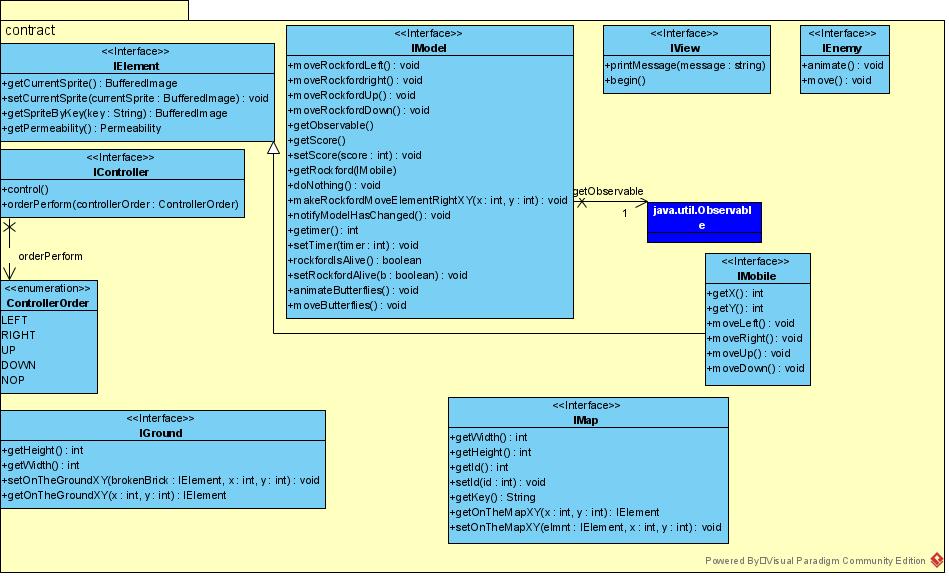 contract
<<Interface>>
IElement
+getCurrentSprite() : BufferedImage
+setCurrentSprite(currentSprite : BufferedImage) : void
+getSpriteByKey(key : String) : BufferedImage
+getPermeability() : Permeability
<<Interface>>
IController
+control()
+orderPerform(controllerOrder : ControllerOrder)
orderPerform
<<enumeration>>
ControllerOrder
LEFT
RIGHT
UP
DOWN
NOP
<<Interface>>
IModel
+moveRockfordLeft() : void
+moveRockfordright() : void
+moveRockfordUp() : void
+moveRockfordDown() : void
+getObservable()
+getScore()
+setScore(score : int) : void
+getRockford(IMobile)
+doNothing() : void
+makeRockfordMoveElementRightXY(x : int, y : int) : void
+notifyModelHasChanged() : void
+getimer() : int
+setTimer(timer : int) : void
+rockfordIsAlive() : boolean
+setRockfordAlive(b : boolean) : void
+animateButterflies() : void
+moveButterflies() : void
<<Interface>>
IView
+printMessage(message : string)
+begin()
<<Interface>>
IEnemy
+animate() : void
+move() : void
getObservable
1
java.util.Observabl
e
<<Interface>>
IMobile
+getX() : int
+getY() : int
+moveLeft() : void
+moveRight() : void
+moveUp() : void
+moveDown() : void
<<Interface>>
IGround
+getHeight() : int
+getWidth() : int
+setOnTheGroundXY(brokenBrick : IElement, x : int, y : int) : void
+getOnTheGroundXY(x : int, y : int) : IElement
<<Interface>>
IMap
+getWidth() : int
+getHeight() : int
+getId() : int
+setId(id : int) : void
+getKey() : String
+getOnTheMapXY(x : int, y : int) : IElement
+setOnTheMapXY(elmnt : IElement, x : int, y : int) : void
Powered By▯Visual Paradigm Community Edition